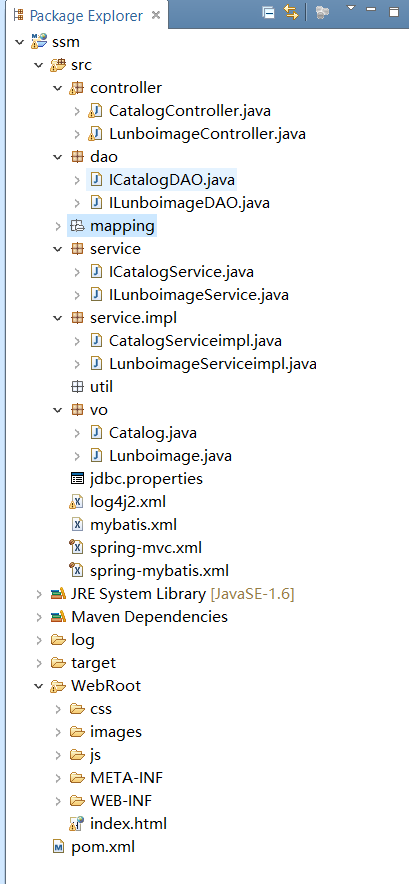 Package Explorer
ssm
src
controller
CatalogController.java
LunboimageController.java
dao
ICatalogDAO.java
ILunboimageDAO.java
mapping
service
ICatalogService.java
ILunboimageService.java
service.impl
CatalogServiceimpl.java
LunboimageServiceimpl.java
util
vo
Catalog.java
Lunboimage.java
jdbc.properties
log4j2.xml
mybatis.xml
spring-mvc.xml
spring-mybatis.xml
JRE System Library [JavaSE-1.6]
Maven Dependencies
log
target
WebRoot
css
images
js
META-INF
WEB-INF
index.html
pom.xml